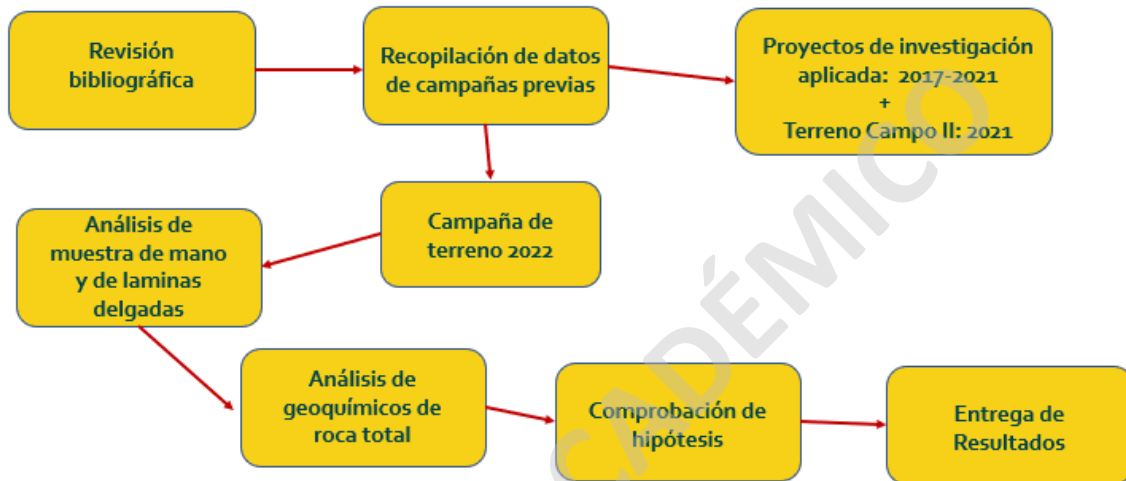 Revisión
bibliográfica
Recopilación de datos
de campañas previas
Proyectos de investigación
aplicada: 2017-2021
+
Terreno Campo II: 2021
Campaña de
terreno 2022
Análisis de
muestra de mano
y de laminas
delgadas
Análisis de
geoquímicos de
roca total
Comprobación de
hipótesis
Entrega de
Resultados
CADÉMICO